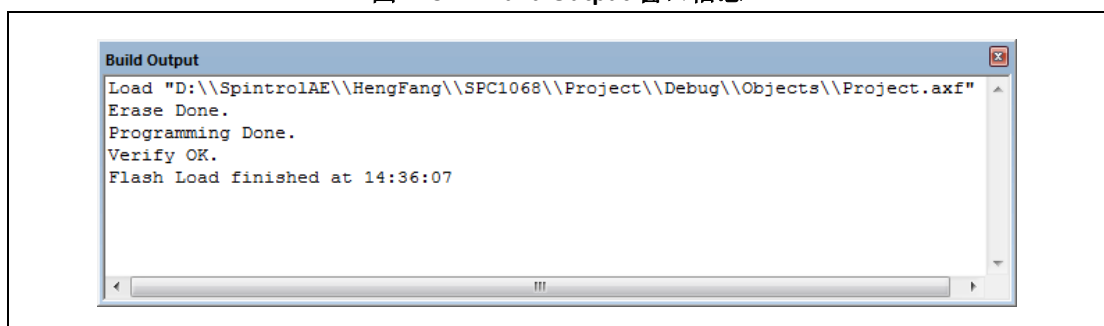 Build Output
Load "D:\\SpintrolAE\\HengFang\\SPC1068\\Project\\Debug\\Objects\\Project.axf"
Erase Done.
Programming Done.
Verify OK.
Flash Load finished at 14:36:07